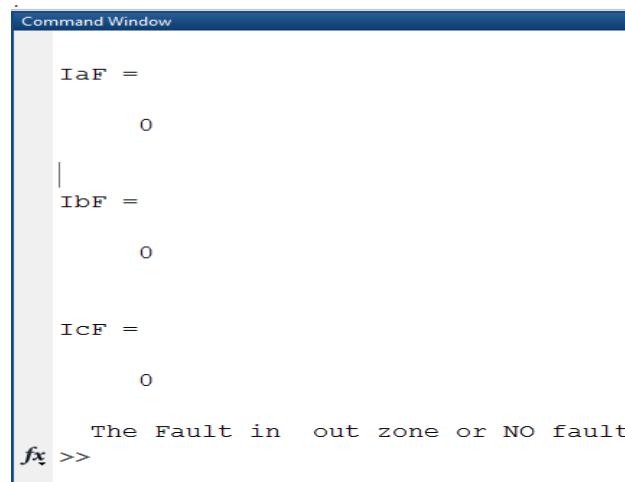 Command Window
IaF =
0
IbF =
0
IcF =
0
The Fault in out zone or NO fault
fx >>